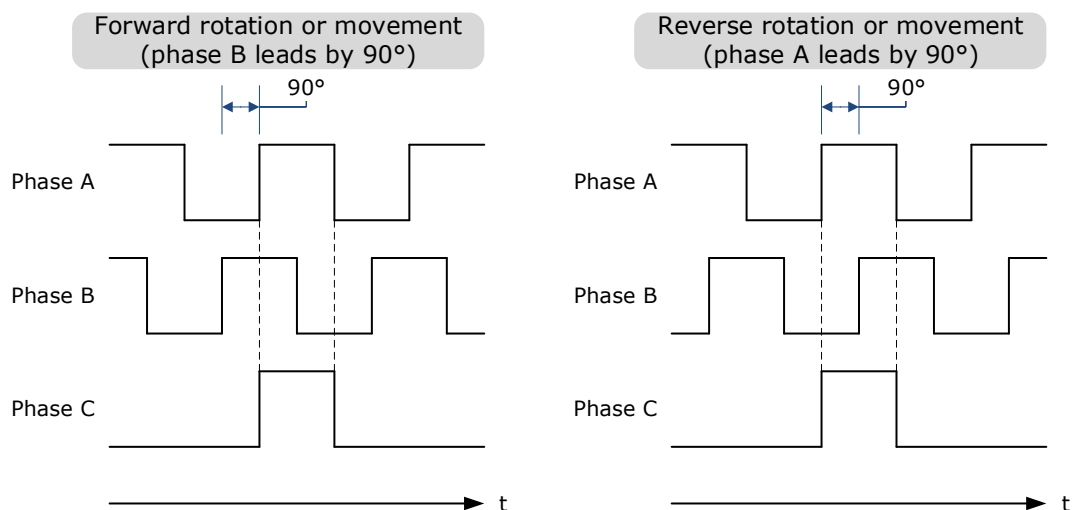 Forward rotation or movement
(phase B leads by 90°)
90°
Phase A
Phase B
Phase C
t
Reverse rotation or movement
(phase A leads by 90°)
90°
Phase A
Phase B
Phase C
t